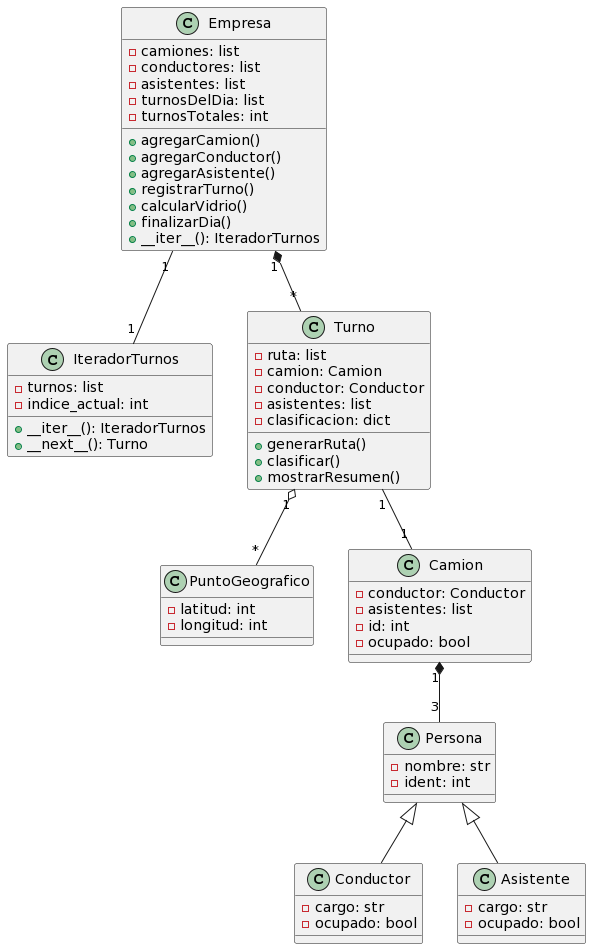 C Empresa
camiones: list
conductores: list
asistentes: list
turnosDelDia: list
turnosTotales: int
agregarCamion()
agregarConductor()
agregarAsistente()
registrarTurno()
calcularVidrio()
finalizarDia()
__iter__(): IteradorTurnos
1
1
1
*
C IteradorTurnos
turnos: list
indice_actual: int
__iter__(): IteradorTurnos
__next__(): Turno
C Turno
ruta: list
camion: Camion
conductor: Conductor
asistentes: list
clasificacion: dict
generarRuta()
clasificar()
mostrarResumen()
1
1
*
1
C PuntoGeografico
latitud: int
longitud: int
C Camion
conductor: Conductor
asistentes: list
id: int
ocupado: bool
1
3
C Persona
nombre: str
ident: int
C Conductor
cargo: str
ocupado: bool
C Asistente
cargo: str
ocupado: bool